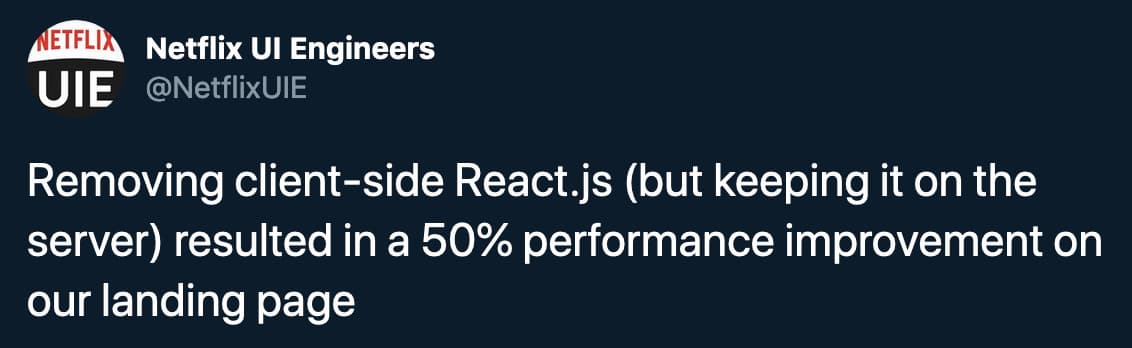 NETFLIX
UIE
Netflix UI Engineers
@NetflixUIE
Removing client-side React.js (but keeping it on the
server) resulted in a 50% performance improvement on
our landing page